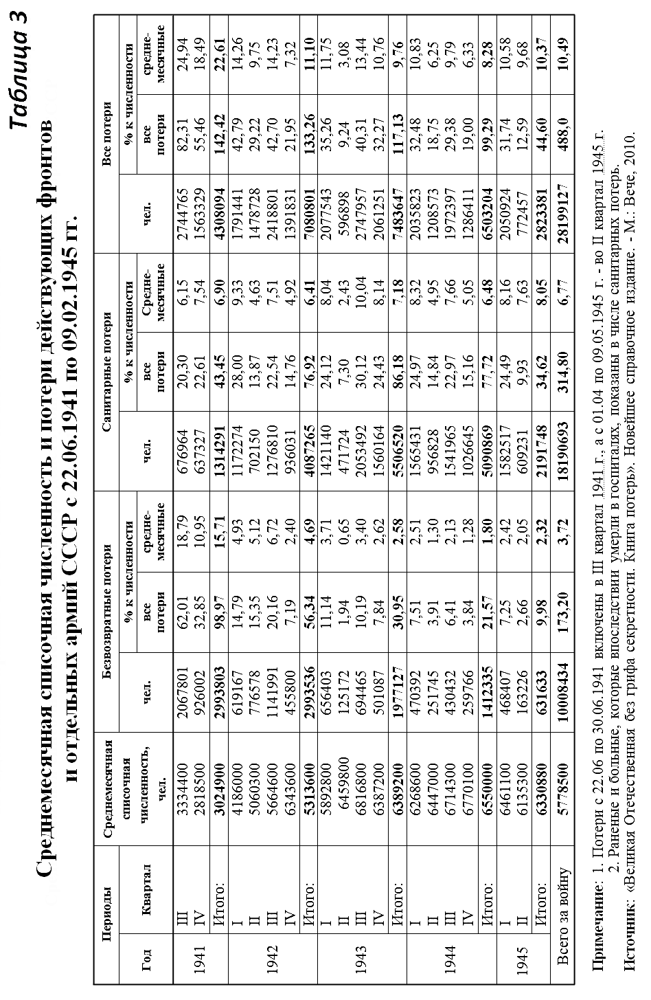 Таблица 3
Среднемесячная списочная численность и потери действующих фронтов
и отдельных армий СССР с 22.06.1941 по 09.02.1945 гг.
Периоды | Среднемесячная списочная численность, чел. | Безвозвратные потери | Санитарные потери | Все потери
Год | Квартал | чел. | % к численности | чел. | % к численности | чел. | % к численности
все потери | средне-месячные | все потери | Средне-месячные | все потери | средне-месячные
1941 | III | 3334400 | 2067801 | 62,01 | 18,79 | 676964 | 20,30 | 6,15 | 2744765 | 82,31 | 24,94
IV | 2818500 | 926002 | 32,85 | 10,95 | 637327 | 22,61 | 7,54 | 1563329 | 55,46 | 18,49
Итого: | 3024900 | 2993803 | 98,97 | 15,71 | 1314291 | 43,45 | 6,90 | 4308094 | 142,42 | 22,61
1942 | I | 4186000 | 619167 | 14,79 | 4,93 | 1172274 | 28,00 | 9,33 | 1791441 | 42,79 | 14,26
II | 5060300 | 776578 | 15,35 | 5,12 | 702150 | 13,87 | 4,63 | 1478728 | 29,22 | 9,75
III | 5664600 | 1141991 | 20,16 | 6,72 | 1276810 | 22,54 | 7,51 | 2418801 | 42,70 | 14,23
IV | 6343600 | 455800 | 7,19 | 2,40 | 936031 | 14,76 | 4,92 | 1391831 | 21,95 | 7,32
Итого: | 5313600 | 2993536 | 56,34 | 4,69 | 4087265 | 76,92 | 6,41 | 7080801 | 133,26 | 11,10
1943 | I | 5892800 | 656403 | 11,14 | 3,71 | 1421140 | 24,12 | 8,04 | 2077543 | 35,26 | 11,75
II | 6459800 | 125172 | 1,94 | 0,65 | 471724 | 7,30 | 2,43 | 596898 | 9,24 | 3,08
III | 6816800 | 694465 | 10,19 | 3,40 | 2053492 | 30,12 | 10,04 | 2747957 | 40,31 | 13,44
IV | 6387200 | 501087 | 7,84 | 2,62 | 1560164 | 24,43 | 8,14 | 2061251 | 32,27 | 10,76
Итого: | 6389200 | 1977127 | 30,95 | 2,58 | 5506520 | 86,18 | 7,18 | 7483647 | 117,13 | 9,76
1944 | I | 6268600 | 470392 | 7,51 | 2,51 | 1565431 | 24,97 | 8,32 | 2035823 | 32,48 | 10,83
II | 6447000 | 251745 | 3,91 | 1,30 | 956828 | 14,84 | 4,95 | 1208573 | 18,75 | 6,25
III | 6714300 | 430432 | 6,41 | 2,13 | 1541965 | 22,97 | 7,66 | 1972397 | 29,38 | 9,79
IV | 6770100 | 259766 | 3,84 | 1,28 | 1026645 | 15,16 | 5,05 | 1286411 | 19,00 | 6,33
Итого: | 6550000 | 1412335 | 21,57 | 1,80 | 5090869 | 77,72 | 6,48 | 6503204 | 99,29 | 8,28
1945 | I | 6461100 | 468407 | 7,25 | 2,42 | 1582517 | 24,49 | 8,16 | 2050924 | 31,74 | 10,58
II | 6135300 | 163226 | 2,66 | 2,05 | 609231 | 9,93 | 7,63 | 772457 | 12,59 | 9,68
Итого: | 6330880 | 631633 | 9,98 | 2,32 | 2191748 | 34,62 | 8,05 | 2823381 | 44,60 | 10,37
Всего за войну | 5778500 | 10008434 | 173,20 | 3,72 | 18190693 | 314,80 | 6,77 | 28199127 | 488,0 | 10,49
Примечание: 1. Потери с 22.06 по 30.06.1941 включены в III квартал 1941 г., а с 01.04 по 09.05.1945 г. - во II квартал 1945 г.
2. Раненые и больные, которые впоследствии умерли в госпиталях, показаны в числе санитарных потерь.
Источник: «Великая Отечественная без грифа секретности. Книга потерь». Новейшее справочное издание. - М.: Вече, 2010.